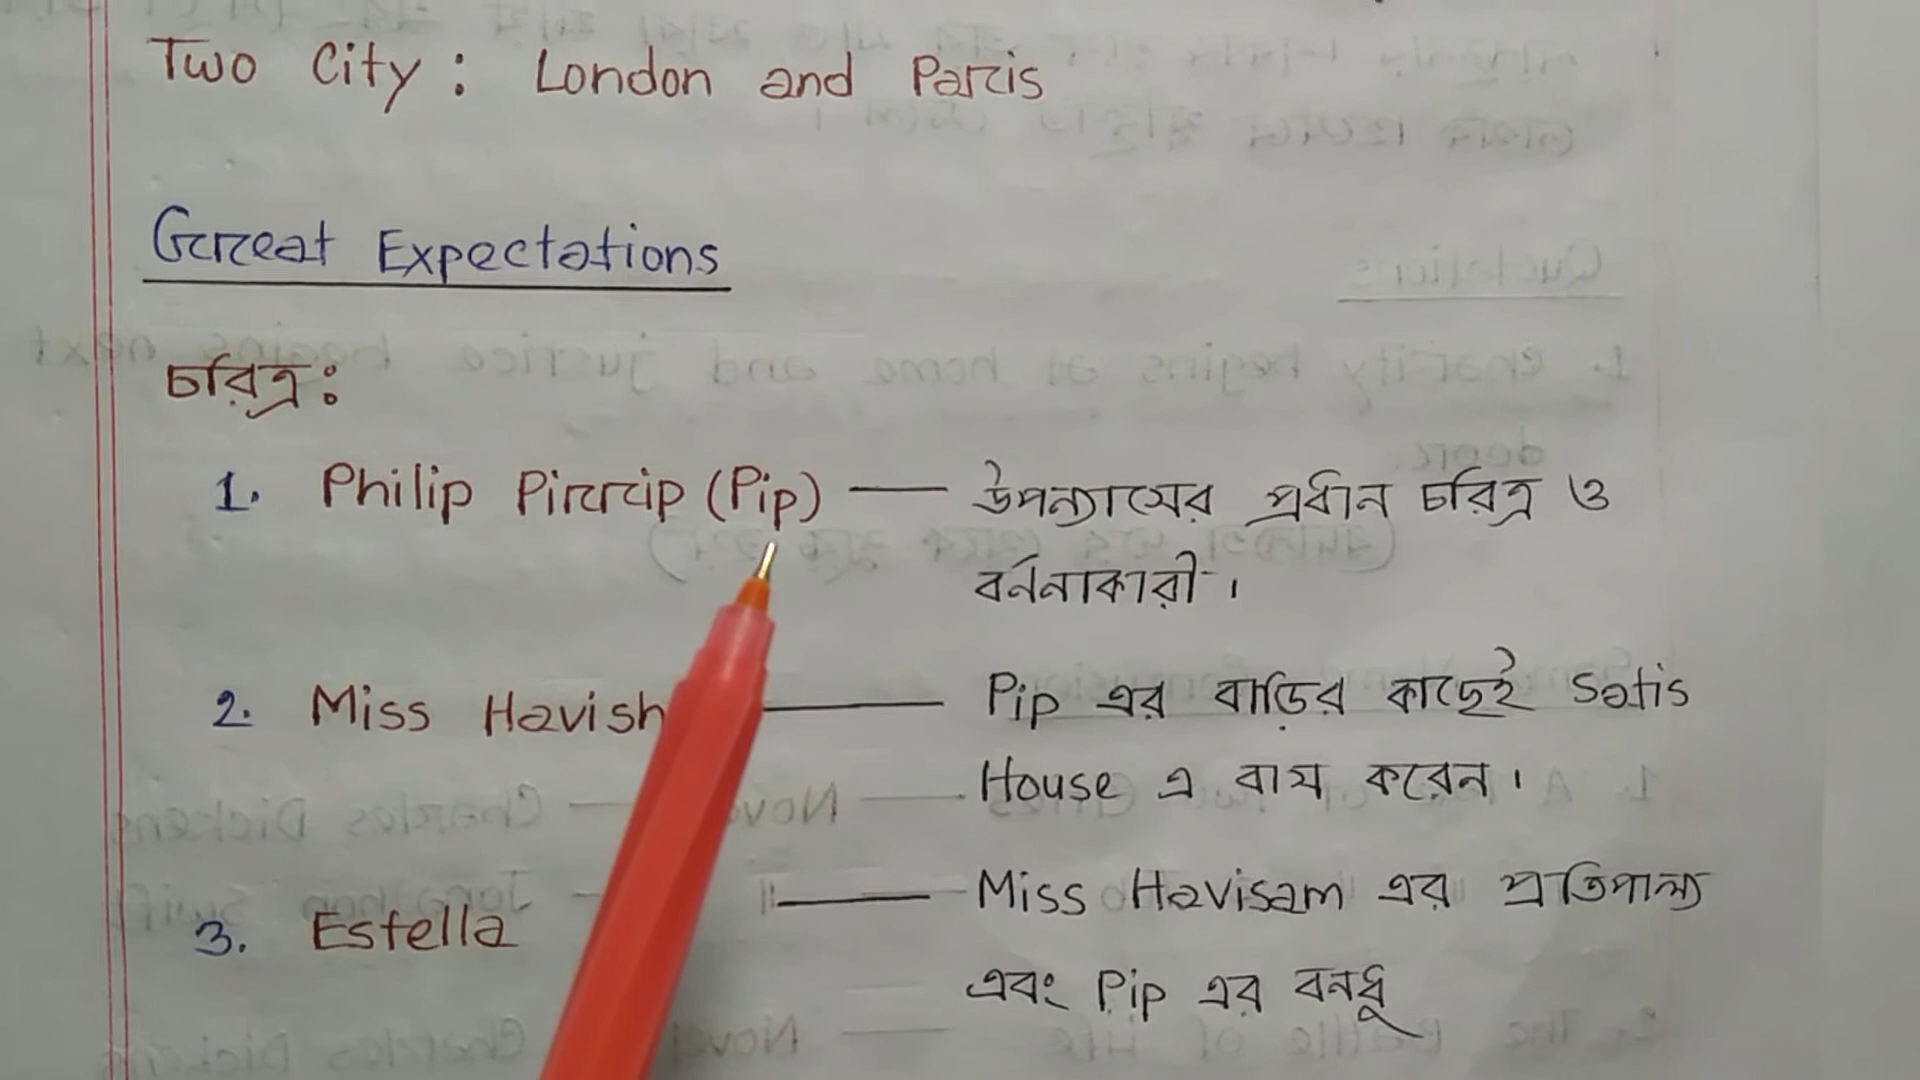 Two City : London and Paris
Great Expectations
চরিত্র :
1. Philip Pirrip (Pip) — উপন্যাসের প্রধান চরিত্র ও
বর্ননাকারী ।
2. Miss Havish — Pip এর বাড়ির কাছেই Satis
House এ বাস করেন ।
3. Estella — Miss Havisam এর প্রতিপাল্য
এবং Pip এর বন্ধু